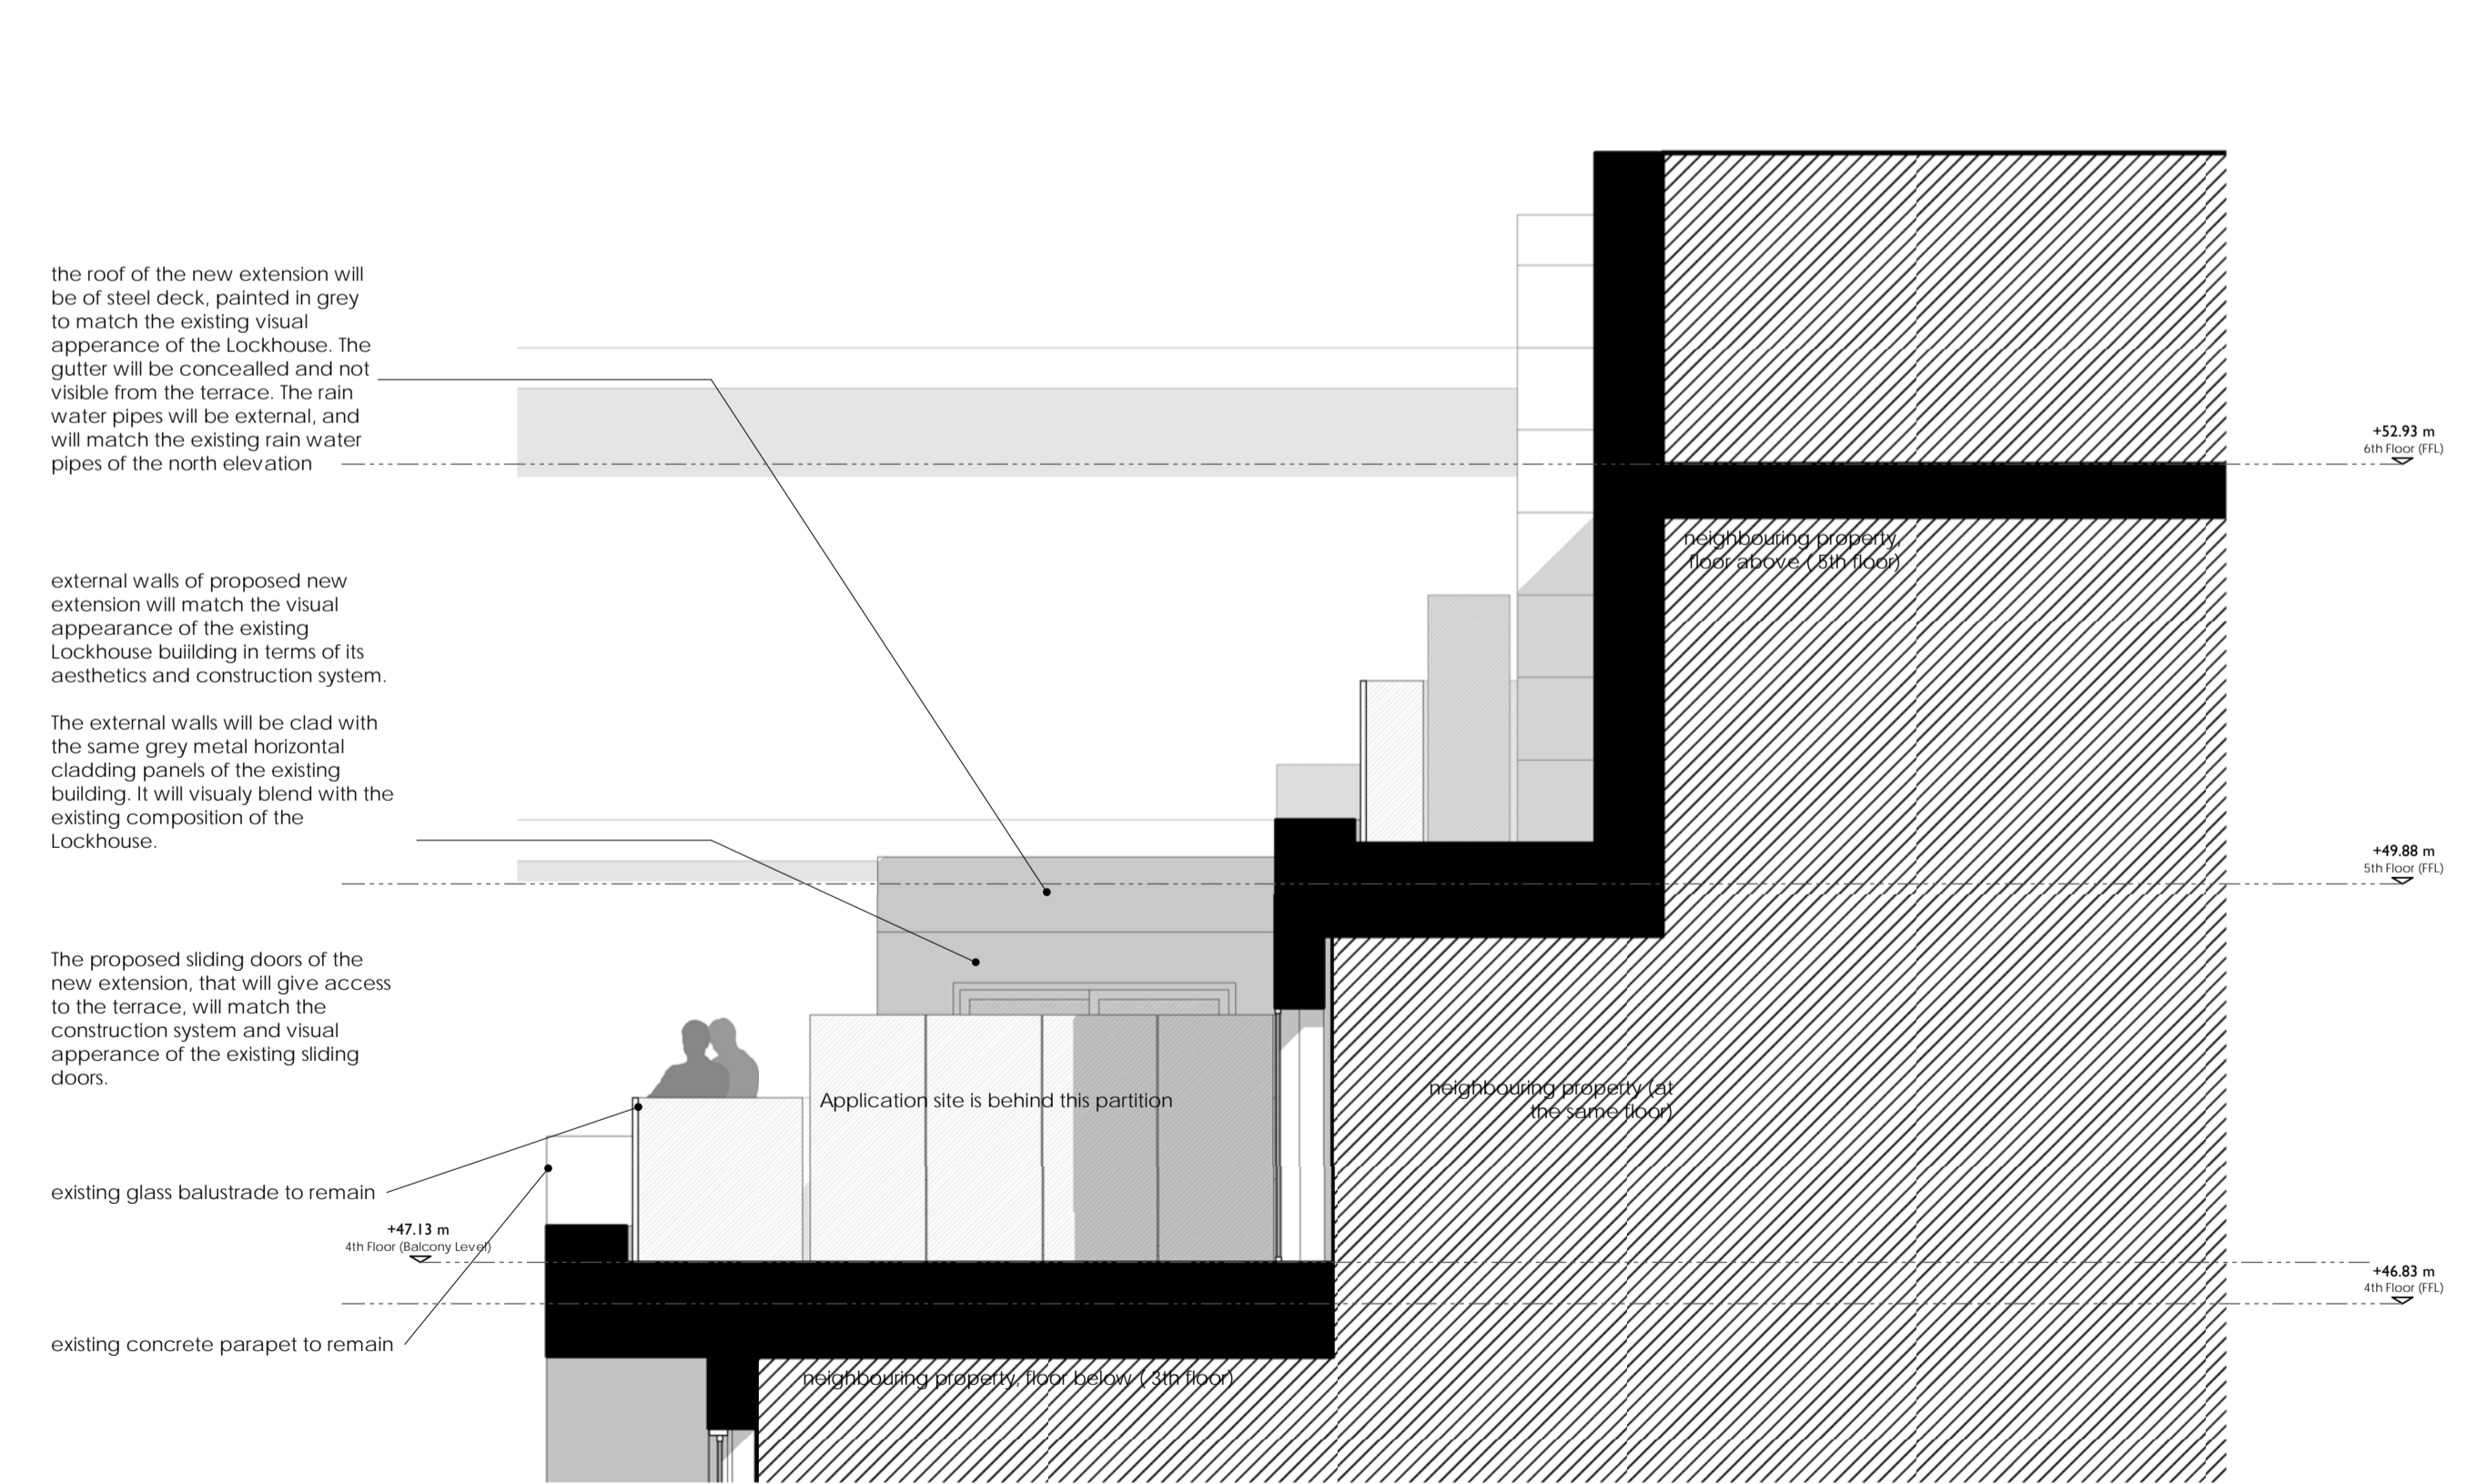 the roof of the new extension will
be of steel deck, painted in grey
to match the existing visual
apperance of the Lockhouse. The
gutter will be concealled and not
visible from the terrace. The rain
water pipes will be external, and
will match the existing rain water
pipes of the north elevation
+52.93 m
6th Floor (FFL)
neighbouring property,
floor above ( 5th floor)
external walls of proposed new
extension will match the visual
appearance of the existing
Lockhouse buiilding in terms of its
aesthetics and construction system.
The external walls will be clad with
the same grey metal horizontal
cladding panels of the existing
building. It will visualy blend with the
existing composition of the
Lockhouse.
+49.88 m
5th Floor (FFL)
The proposed sliding doors of the
new extension, that will give access
to the terrace, will match the
construction system and visual
apperance of the existing sliding
doors.
Application site is behind this partition
neighbouring property (at
the same floor)
existing glass balustrade to remain
+47.13 m
4th Floor (Balcony Level)
+46.83 m
4th Floor (FFL)
existing concrete parapet to remain
neighbouring property, floor below ( 3th floor)